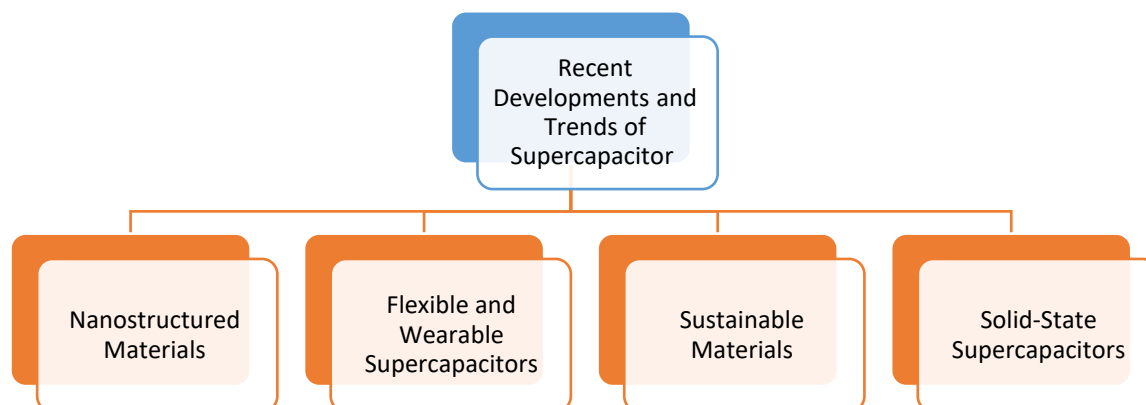 Recent
Developments and
Trends of
Supercapacitor
Nanostructured
Materials
Flexible and
Wearable
Supercapacitors
Sustainable
Materials
Solid-State
Supercapacitors